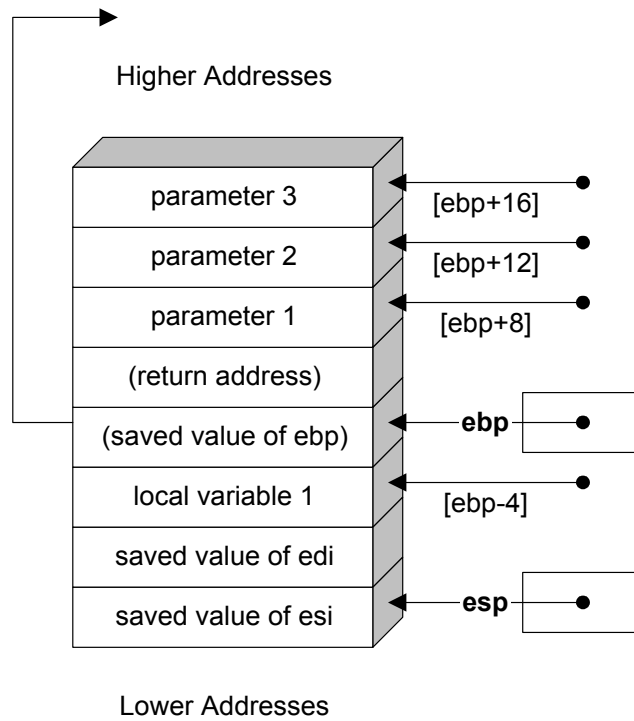 Higher Addresses
parameter 3
[ebp+16]
parameter 2
[ebp+12]
parameter 1
[ebp+8]
(return address)
(saved value of ebp)
ebp
local variable 1
[ebp-4]
saved value of edi
saved value of esi
esp
Lower Addresses